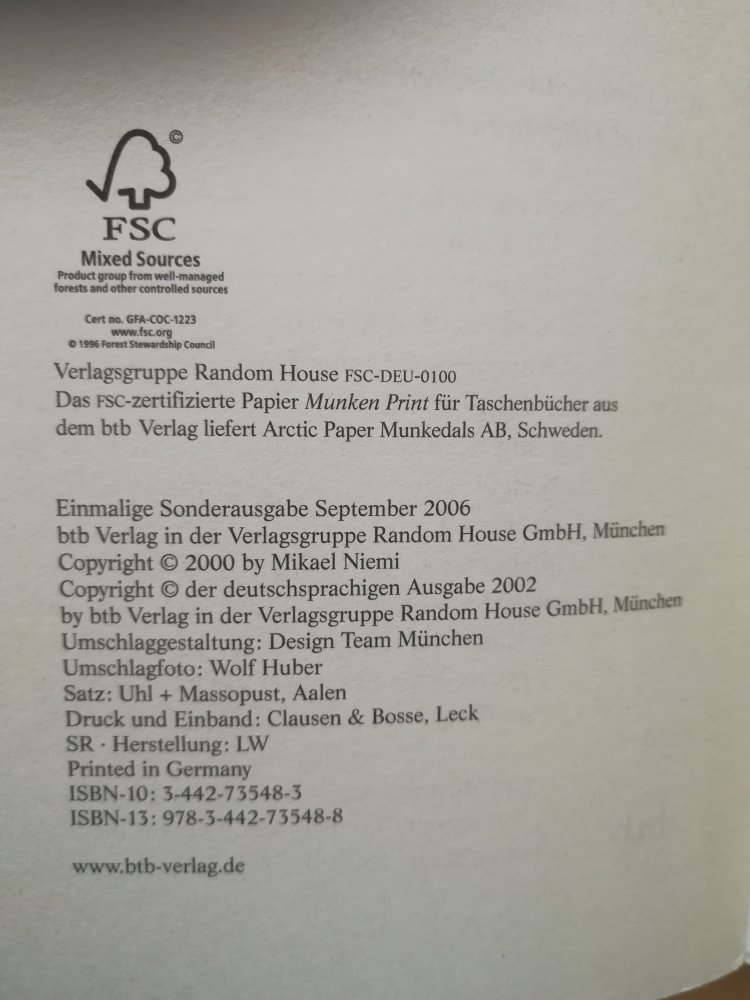 ©
FSC
Mixed Sources
Product group from well-managed
forests and other controlled sources
Cert no. GFA-COC-1223
www.fsc.org
© 1996 Forest Stewardship Council
Verlagsgruppe Random House FSC-DEU-0100
Das FSC-zertifizierte Papier Munken Print für Taschenbücher aus
dem btb Verlag liefert Arctic Paper Munkedals AB, Schweden.
Einmalige Sonderausgabe September 2006
btb Verlag in der Verlagsgruppe Random House GmbH, München
Copyright © 2000 by Mikael Niemi
Copyright © der deutschsprachigen Ausgabe 2002
by btb Verlag in der Verlagsgruppe Random House GmbH, München
Umschlaggestaltung: Design Team München
Umschlagfoto: Wolf Huber
Satz: Uhl + Massopust, Aalen
Druck und Einband: Clausen & Bosse, Leck
SR · Herstellung: LW
Printed in Germany
ISBN-10: 3-442-73548-3
ISBN-13: 978-3-442-73548-8
www.btb-verlag.de